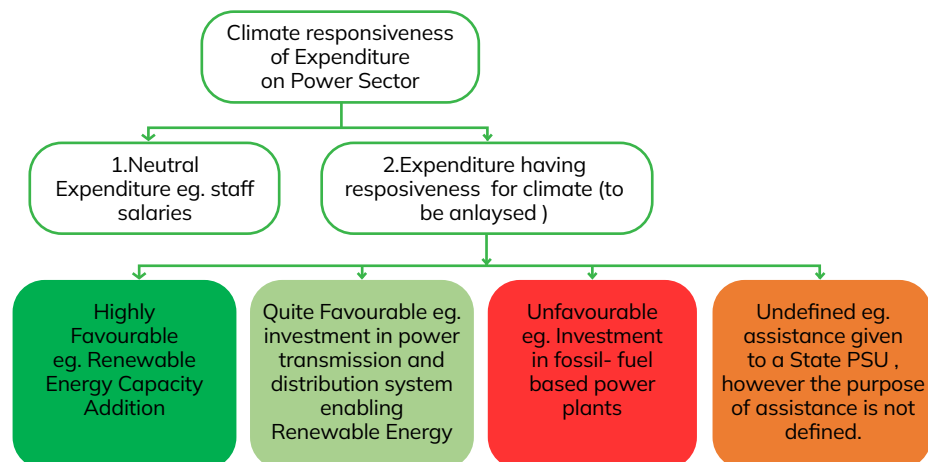 Climate responsiveness
of Expenditure
on Power Sector
1.Neutral
Expenditure eg. staff
salaries
2.Expenditure having
resposiveness for climate (to
be anlaysed )
Highly
Favourable
eg. Renewable
Energy Capacity
Addition
Quite Favourable eg.
investment in power
transmission and
distribution system
enabling
Renewable Energy
Unfavourable
eg. Investment
in fossil- fuel
based power
plants
Undefined eg.
assistance given
to a State PSU ,
however the purpose
of assistance is not
defined.